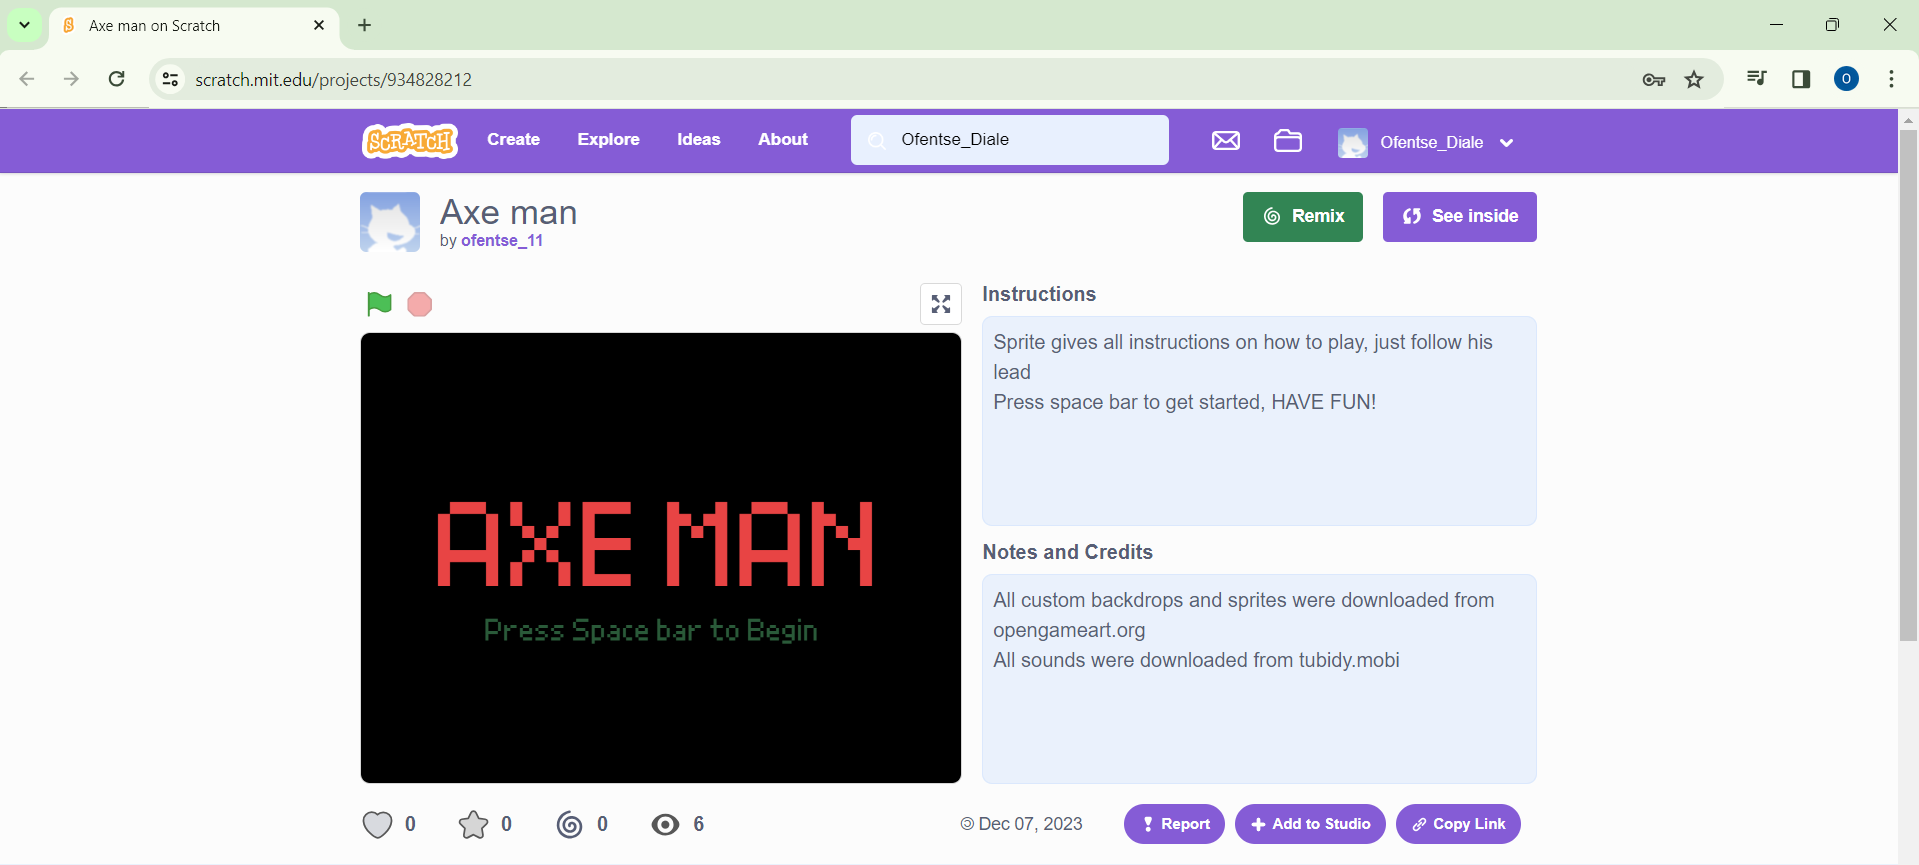 Axe man on Scratch
scratch.mit.edu/projects/934828212
O
SCRATCH
Create
Explore
Ideas
About
Ofentse_Diale
Ofentse_Diale
Axe man
by ofentse_11
Remix
See inside
Instructions
Sprite gives all instructions on how to play, just follow his
lead
Press space bar to get started, HAVE FUN!
AXE MAN
Press Space bar to Begin
Notes and Credits
All custom backdrops and sprites were downloaded from
opengameart.org
All sounds were downloaded from tubidy.mobi
0
0
0
6
© Dec 07, 2023
Report
Add to Studio
Copy Link